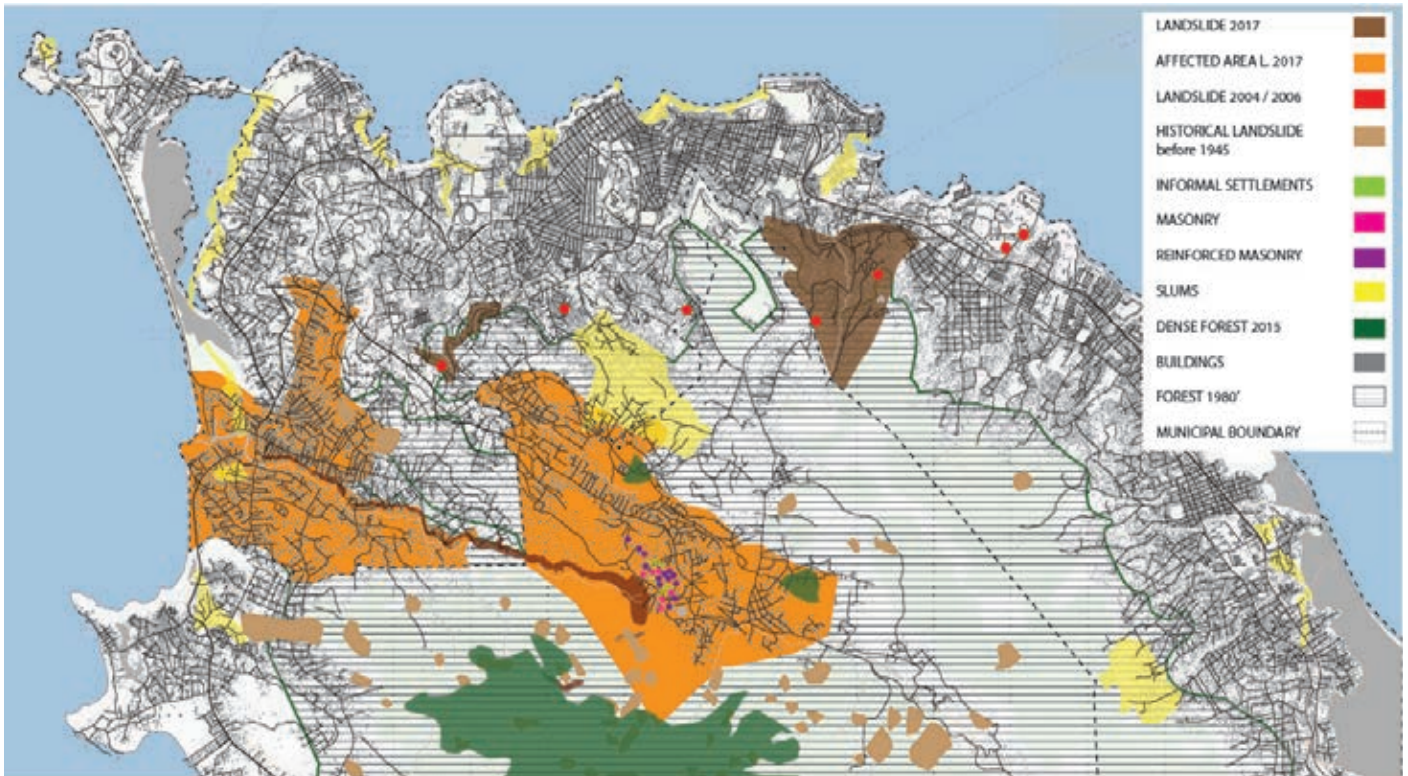 LANDSLIDE 2017
AFFECTED AREA L. 2017
LANDSLIDE 2004 / 2006
HISTORICAL LANDSLIDE
before 1945
INFORMAL SETTLEMENTS
MASONRY
REINFORCED MASONRY
SLUMS
DENSE FOREST 2015
BUILDINGS
FOREST 1980'
MUNICIPAL BOUNDARY